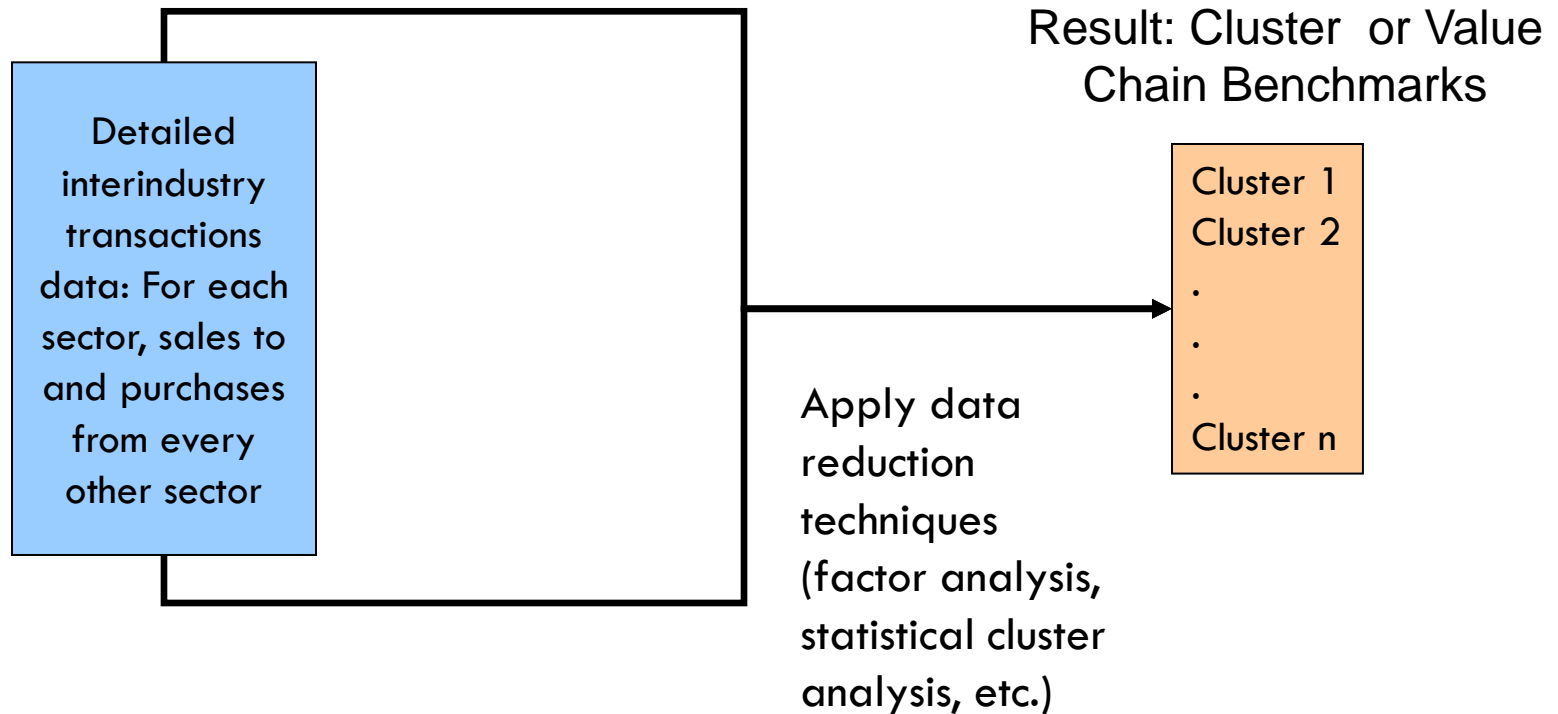 Result: Cluster or Value
Chain Benchmarks
Detailed
interindustry
transactions
data: For each
sector, sales to
and purchases
from every
other sector
Apply data
reduction
techniques
(factor analysis,
statistical cluster
analysis, etc.)
Cluster 1
Cluster 2
.
.
.
Cluster n